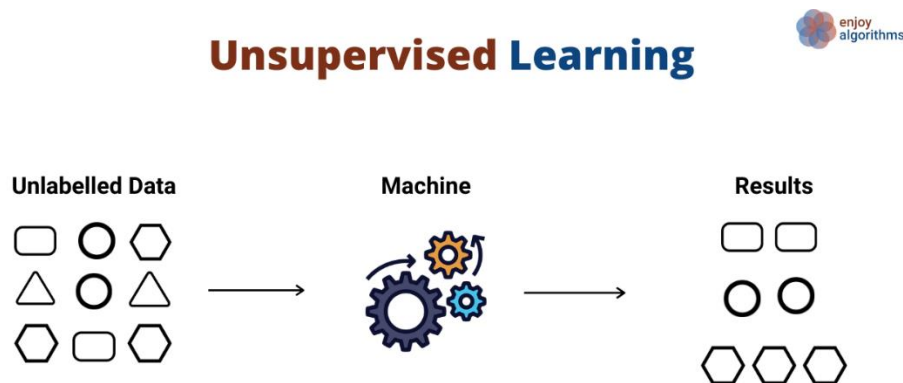 enjoy
algorithms
Unsupervised Learning
Unlabelled Data
Machine
Results